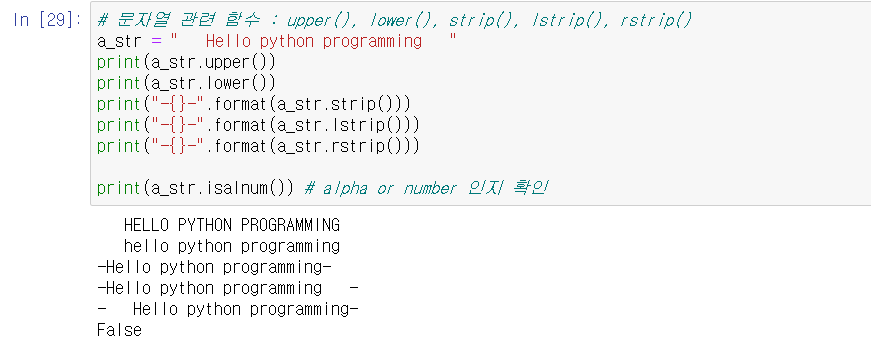 In [29]: # 문자열 관련 함수 : upper(), lower(), strip(), lstrip(), rstrip()
a_str = "   Hello python programming   "
print(a_str.upper())
print(a_str.lower())
print("-{}-".format(a_str.strip()))
print("-{}-".format(a_str.lstrip()))
print("-{}-".format(a_str.rstrip()))
print(a_str.isalnum()) # alpha or number 인지 확인
   HELLO PYTHON PROGRAMMING
   hello python programming
-Hello python programming-
-Hello python programming   -
-   Hello python programming-
False